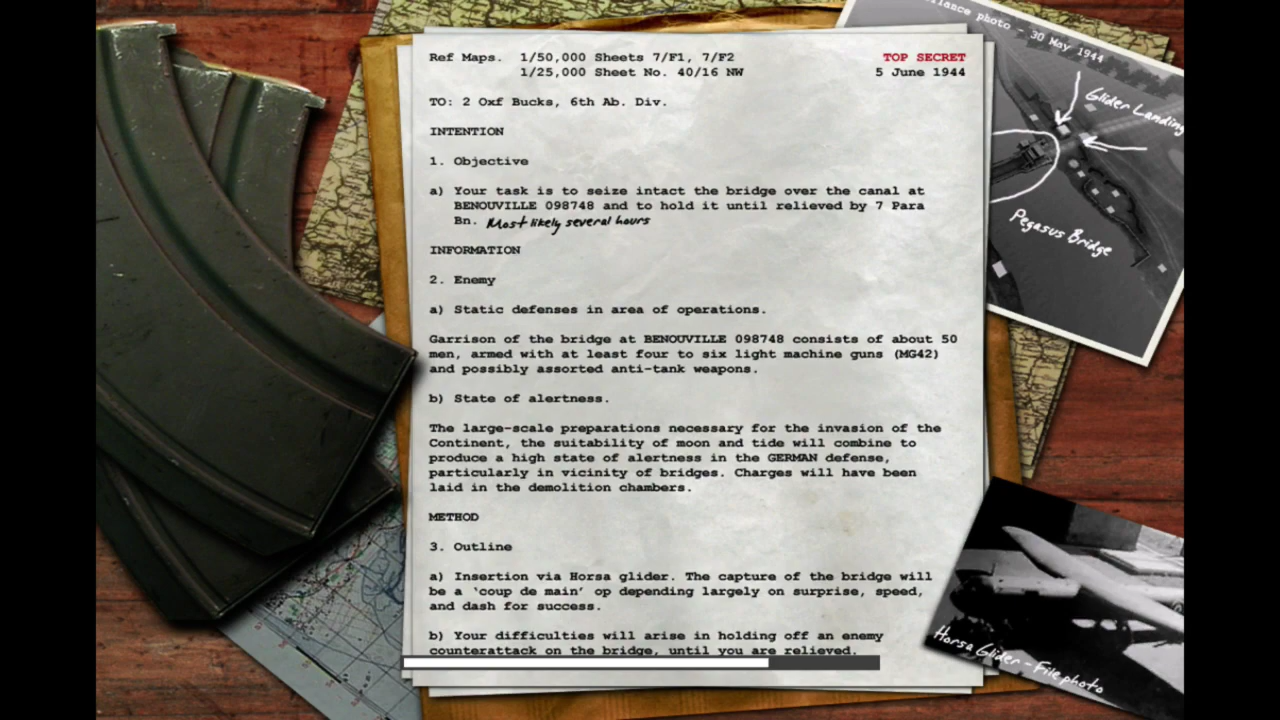 Ref Maps. 1/50,000 Sheets 7/F1, 7/F2
TOP SECRET
1/25,000 Sheet No. 40/16 NW
5 June 1944
TO: 2 Oxf Bucks, 6th Ab. Div.
INTENTION
1. Objective
a) Your task is to seize intact the bridge over the canal at
BENOUVILLE 098748 and to hold it until relieved by 7 Para
Bn. Most likely several hours
INFORMATION
2. Enemy
a) Static defenses in area of operations.
Garrison of the bridge at BENOUVILLE 098748 consists of about 50
men, armed with at least four to six light machine guns (MG42)
and possibly assorted anti-tank weapons.
b) State of alertness.
The large-scale preparations necessary for the invasion of the
Continent, the suitability of moon and tide will combine to
produce a high state of alertness in the GERMAN defense,
particularly in vicinity of bridges. Charges will have been
laid in the demolition chambers.
METHOD
3. Outline
a) Insertion via Horsa glider. The capture of the bridge will
be a 'coup de main' op depending largely on surprise, speed,
and dash for success.
b) Your difficulties will arise in holding off an enemy
counterattack on the bridge, until you are relieved.
photo - 30 May 1944
Glider Landing
Pegasus Bridge
Horsa Glider - File photo